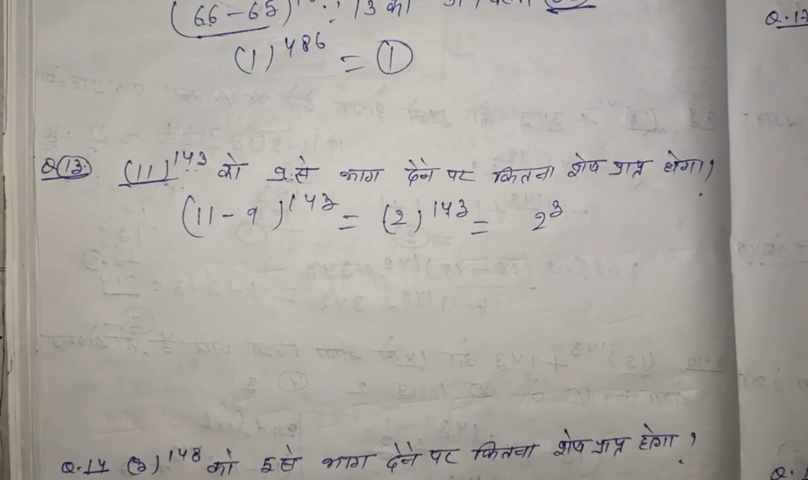 (66-65)
(1)^486 = ①
Q.13. (11)^143 को 9 से भाग देने पर कितना शेष प्राप्त होगा?
(11-9)^143 = (2)^143 = 2^3
Q.14 (3)^148 को 5 से भाग देने पर कितना शेष प्राप्त होगा?